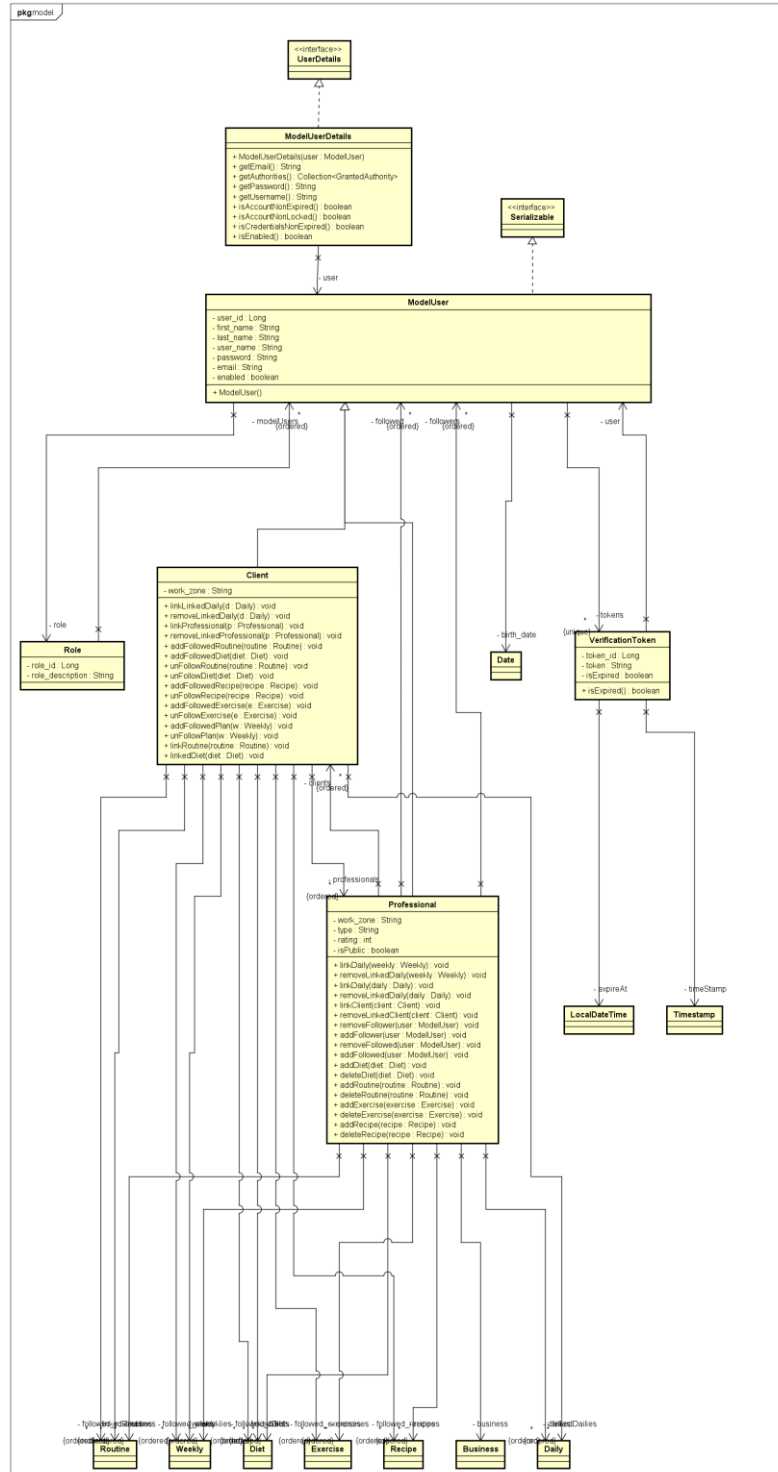 pkg model
<<interface>>
UserDetails
ModelUserDetails
+ ModelUserDetails(user : ModelUser)
+ getEmail() : String
+ getAuthorities() : Collection<GrantedAuthority>
+ getPassword() : String
+ getUsername() : String
+ isAccountNonExpired() : boolean
+ isAccountNonLocked() : boolean
+ isCredentialsNonExpired() : boolean
+ isEnabled() : boolean
<<interface>>
Serializable
- user
ModelUser
- user_id : Long
- first_name : String
- last_name : String
- user_name : String
- password : String
- email : String
- enabled : boolean
+ ModelUser()
- modelUsers
*
{ordered}
- followed
*
{ordered}
- followers
*
{ordered}
- user
Client
- work_zone : String
+ linkLinkedDaily(d : Daily) : void
+ removeLinkedDaily(d : Daily) : void
+ linkProfessional(p : Professional) : void
+ removeLinkedProfessional(p : Professional) : void
+ addFollowedRoutine(routine : Routine) : void
+ addFollowedDiet(diet : Diet) : void
+ unFollowRoutine(routine : Routine) : void
+ unFollowDiet(diet : Diet) : void
+ addFollowedRecipe(recipe : Recipe) : void
+ unFollowRecipe(recipe : Recipe) : void
+ addFollowedExercise(e : Exercise) : void
+ unFollowExercise(e : Exercise) : void
+ addFollowedPlan(w : Weekly) : void
+ unFollowPlan(w : Weekly) : void
+ linkRoutine(routine : Routine) : void
+ linkedDiet(diet : Diet) : void
- role
Role
- role_id : Long
- role_description : String
- birth_date
Date
- tokens
*
{unique}
VerificationToken
- token_id : Long
- token : String
- isExpired : boolean
+ isExpired() : boolean
- clients
*
{ordered}
- professionals
*
{ordered}
Professional
- work_zone : String
- type : String
- rating : int
- isPublic : boolean
+ linkDaily(weekly : Weekly) : void
+ removeLinkedDaily(weekly : Weekly) : void
+ linkDaily(daily : Daily) : void
+ removeLinkedDaily(daily : Daily) : void
+ linkClient(client : Client) : void
+ removeLinkedClient(client : Client) : void
+ removeFollower(user : ModelUser) : void
+ addFollower(user : ModelUser) : void
+ removeFollowed(user : ModelUser) : void
+ addFollowed(user : ModelUser) : void
+ addDiet(diet : Diet) : void
+ deleteDiet(diet : Diet) : void
+ addRoutine(routine : Routine) : void
+ deleteRoutine(routine : Routine) : void
+ addExercise(exercise : Exercise) : void
+ deleteExercise(exercise : Exercise) : void
+ addRecipe(recipe : Recipe) : void
+ deleteRecipe(recipe : Recipe) : void
- expireAt
LocalDateTime
- timeStamp
Timestamp
- followed_exercises
- followed_recipes
- business
Routine
Weekly
Diet
Exercise
Recipe
Business
Daily